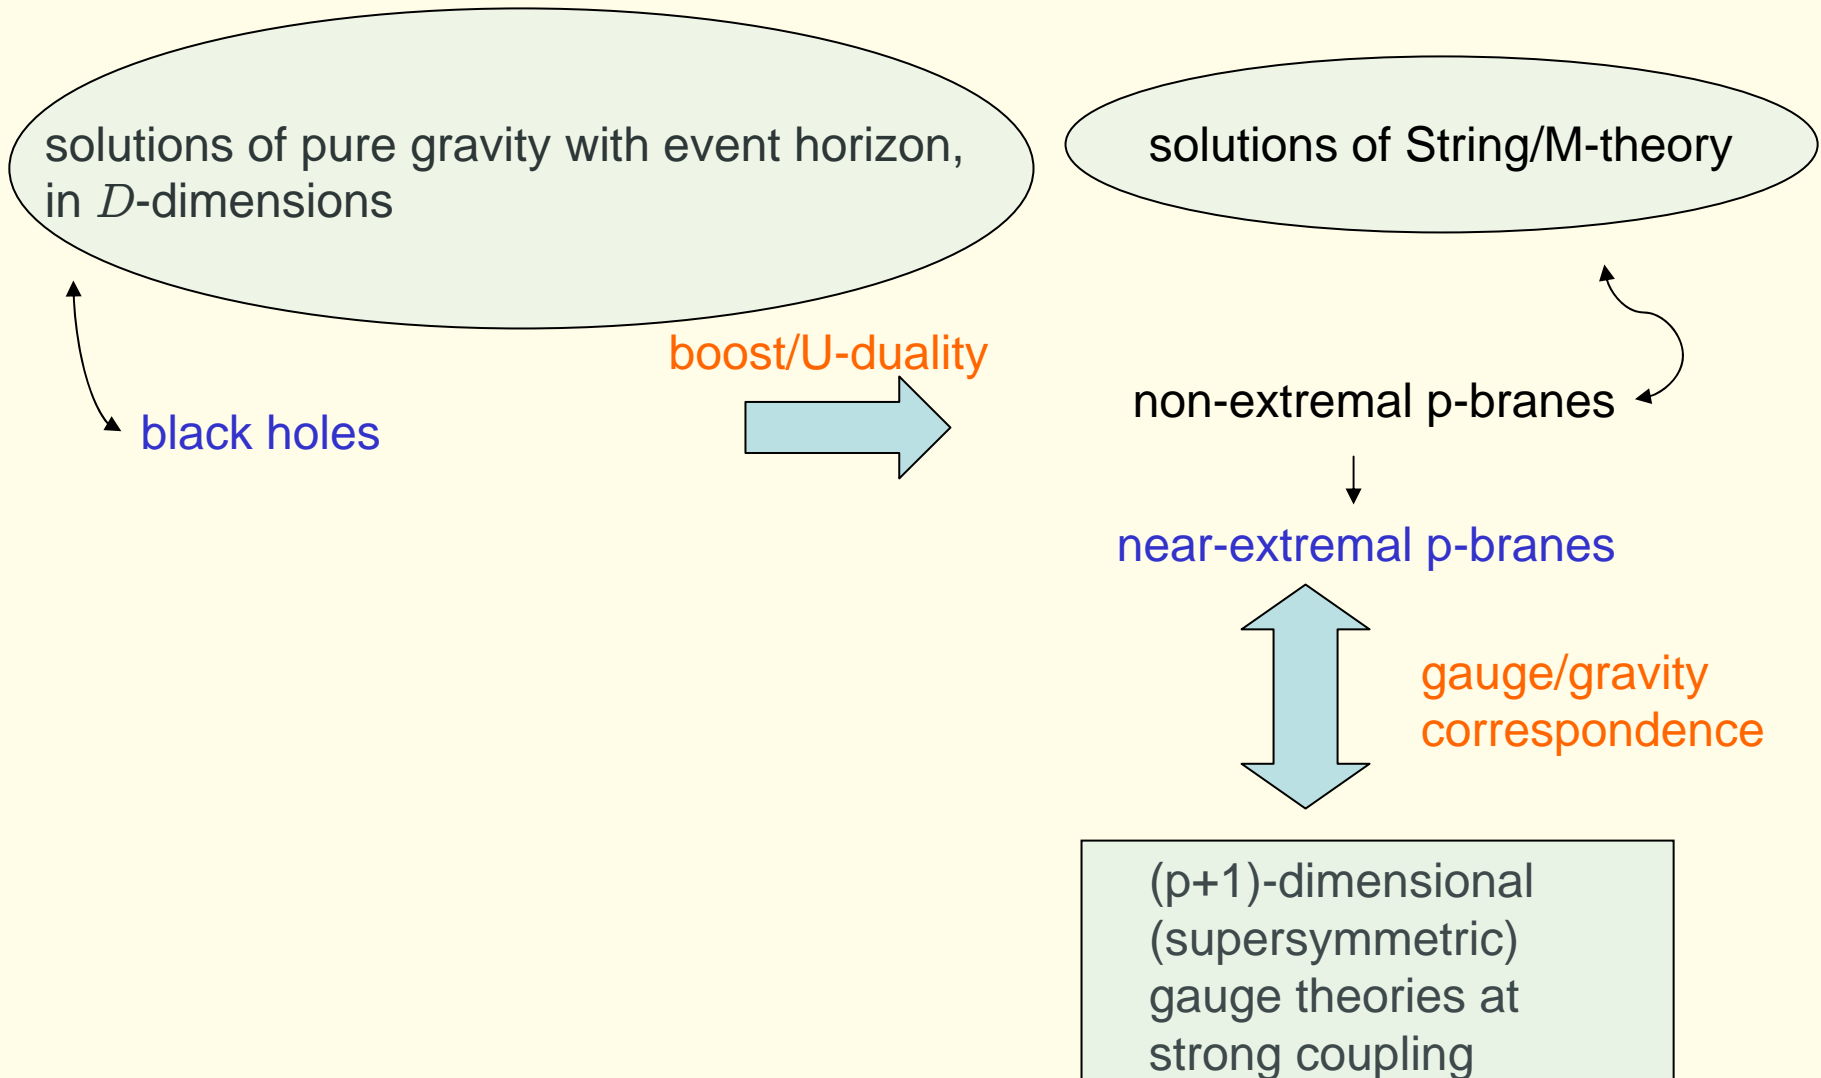 solutions of pure gravity with event horizon,
in D-dimensions
solutions of String/M-theory
boost/U-duality
black holes
non-extremal p-branes
near-extremal p-branes
gauge/gravity
correspondence
(p+1)-dimensional
(supersymmetric)
gauge theories at
strong coupling